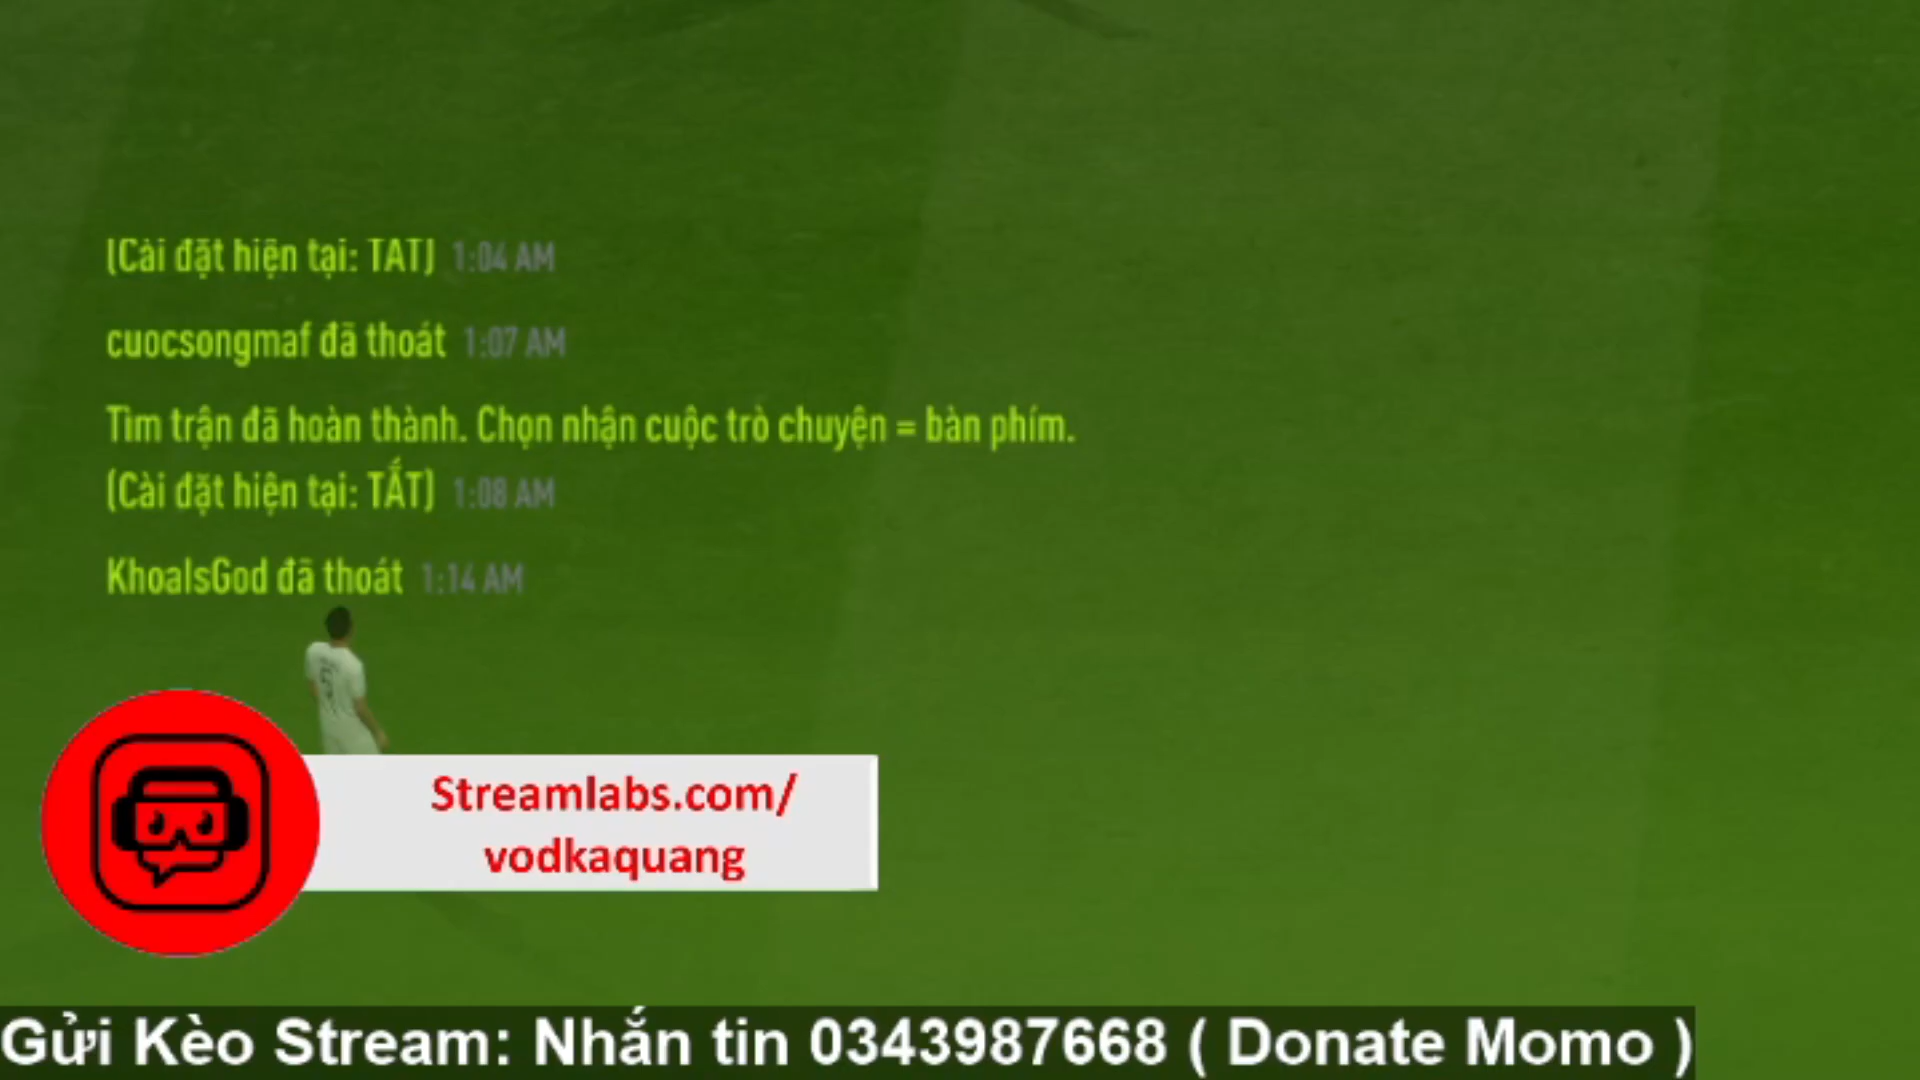 (Cài đặt hiện tại: TẮT) 1:04 AM
cuocsongmaf đã thoát 1:07 AM
Tìm trận đã hoàn thành. Chọn nhận cuộc trò chuyện = bàn phím.
(Cài đặt hiện tại: TẮT) 1:08 AM
KhoaIsGod đã thoát 1:14 AM
Streamlabs.com/
vodkaquang
Gửi Kèo Stream: Nhắn tin 0343987668 ( Donate Momo )